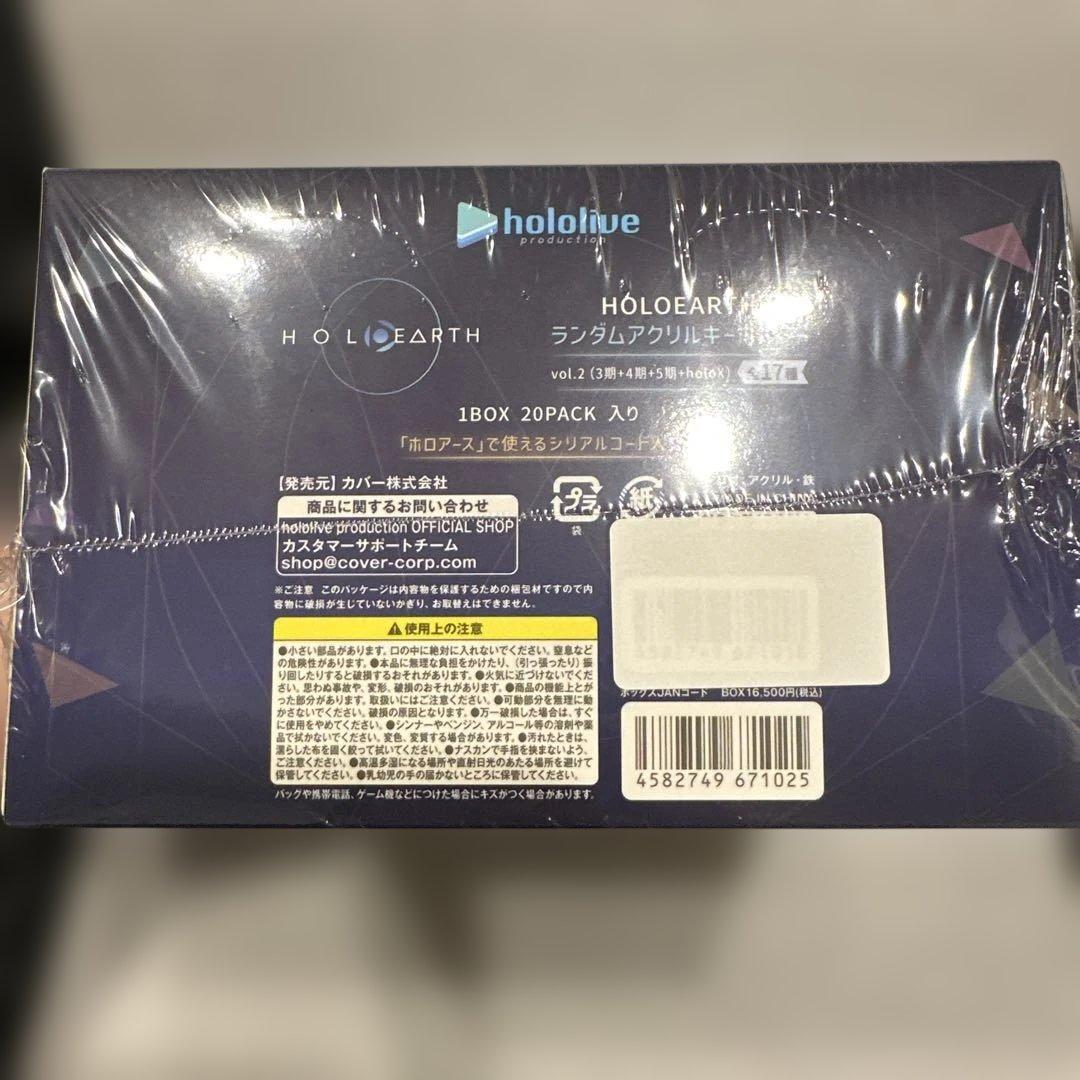 hololive
production
HOLOEARTH
HOLOEARTH
ランダムアクリルキー
vol.2 (3期+4期+5期+holoX) 全17種
1BOX 20PACK 入り
「ホロアース」で使えるシリアルコード
【発売元】カバー株式会社
商品に関するお問い合わせ
hololive production OFFICIAL SHOP
カスタマーサポートチーム
shop@cover-corp.com
プラ
袋
紙
アクリル・鉄
MADE IN CHINA
※ご注意 このパッケージは内容物を保護するための梱包材ですので内
容物に破損が生じていないかぎり、お取替えはできません。
使用上の注意
●小さい部品があります。口の中に絶対に入れないでください。窒息など
の危険性があります。●本品に無理な負担をかけたり、(引っ張ったり)振
り回したりすると破損するおそれがあります。●火気に近づけないでくだ
さい。思わぬ事故や、変形、破損のおそれがあります。●商品の機能上とが
った部分があります。取扱いにはご注意ください。●可動部分を無理に動
かさないでください。破損の原因となります。●万一破損した場合は、すぐ
に使用をやめてください。●シンナーやベンジン、アルコール等の溶剤や薬
品で拭かないでください。変色、変質する場合があります。●汚れたときは、
濡らした布を固く絞って拭いてください。●ナスカンで手指を挟まないよう、
ご注意ください。●高温多湿になる場所や直射日光のあたる場所を避けて
保管してください。●乳幼児の手の届かないところに保管してください。
バッグや携帯電話、ゲーム機などにつけた場合にキズがつく場合があります。
ボックスJANコード BOX16,500円(税込)
4582749 671025